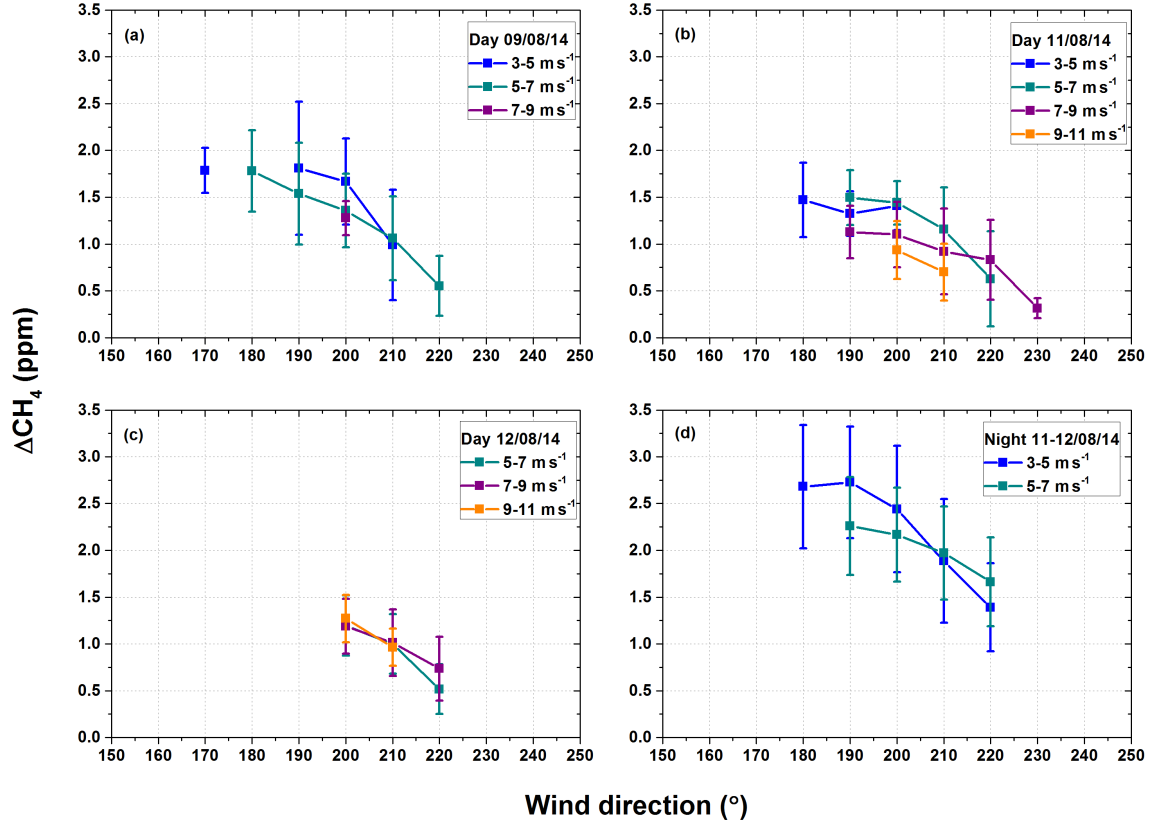 (a)
Day 09/08/14
3-5 m s⁻¹
5-7 m s⁻¹
7-9 m s⁻¹
3.5
3.0
2.5
2.0
1.5
1.0
0.5
0.0
150 160 170 180 190 200 210 220 230 240 250
(b)
Day 11/08/14
3-5 m s⁻¹
5-7 m s⁻¹
7-9 m s⁻¹
9-11 m s⁻¹
3.5
3.0
2.5
2.0
1.5
1.0
0.5
0.0
150 160 170 180 190 200 210 220 230 240 250
ΔCH₄ (ppm)
(c)
Day 12/08/14
5-7 m s⁻¹
7-9 m s⁻¹
9-11 m s⁻¹
3.5
3.0
2.5
2.0
1.5
1.0
0.5
0.0
150 160 170 180 190 200 210 220 230 240 250
(d)
Night 11-12/08/14
3-5 m s⁻¹
5-7 m s⁻¹
3.5
3.0
2.5
2.0
1.5
1.0
0.5
0.0
150 160 170 180 190 200 210 220 230 240 250
Wind direction (°)